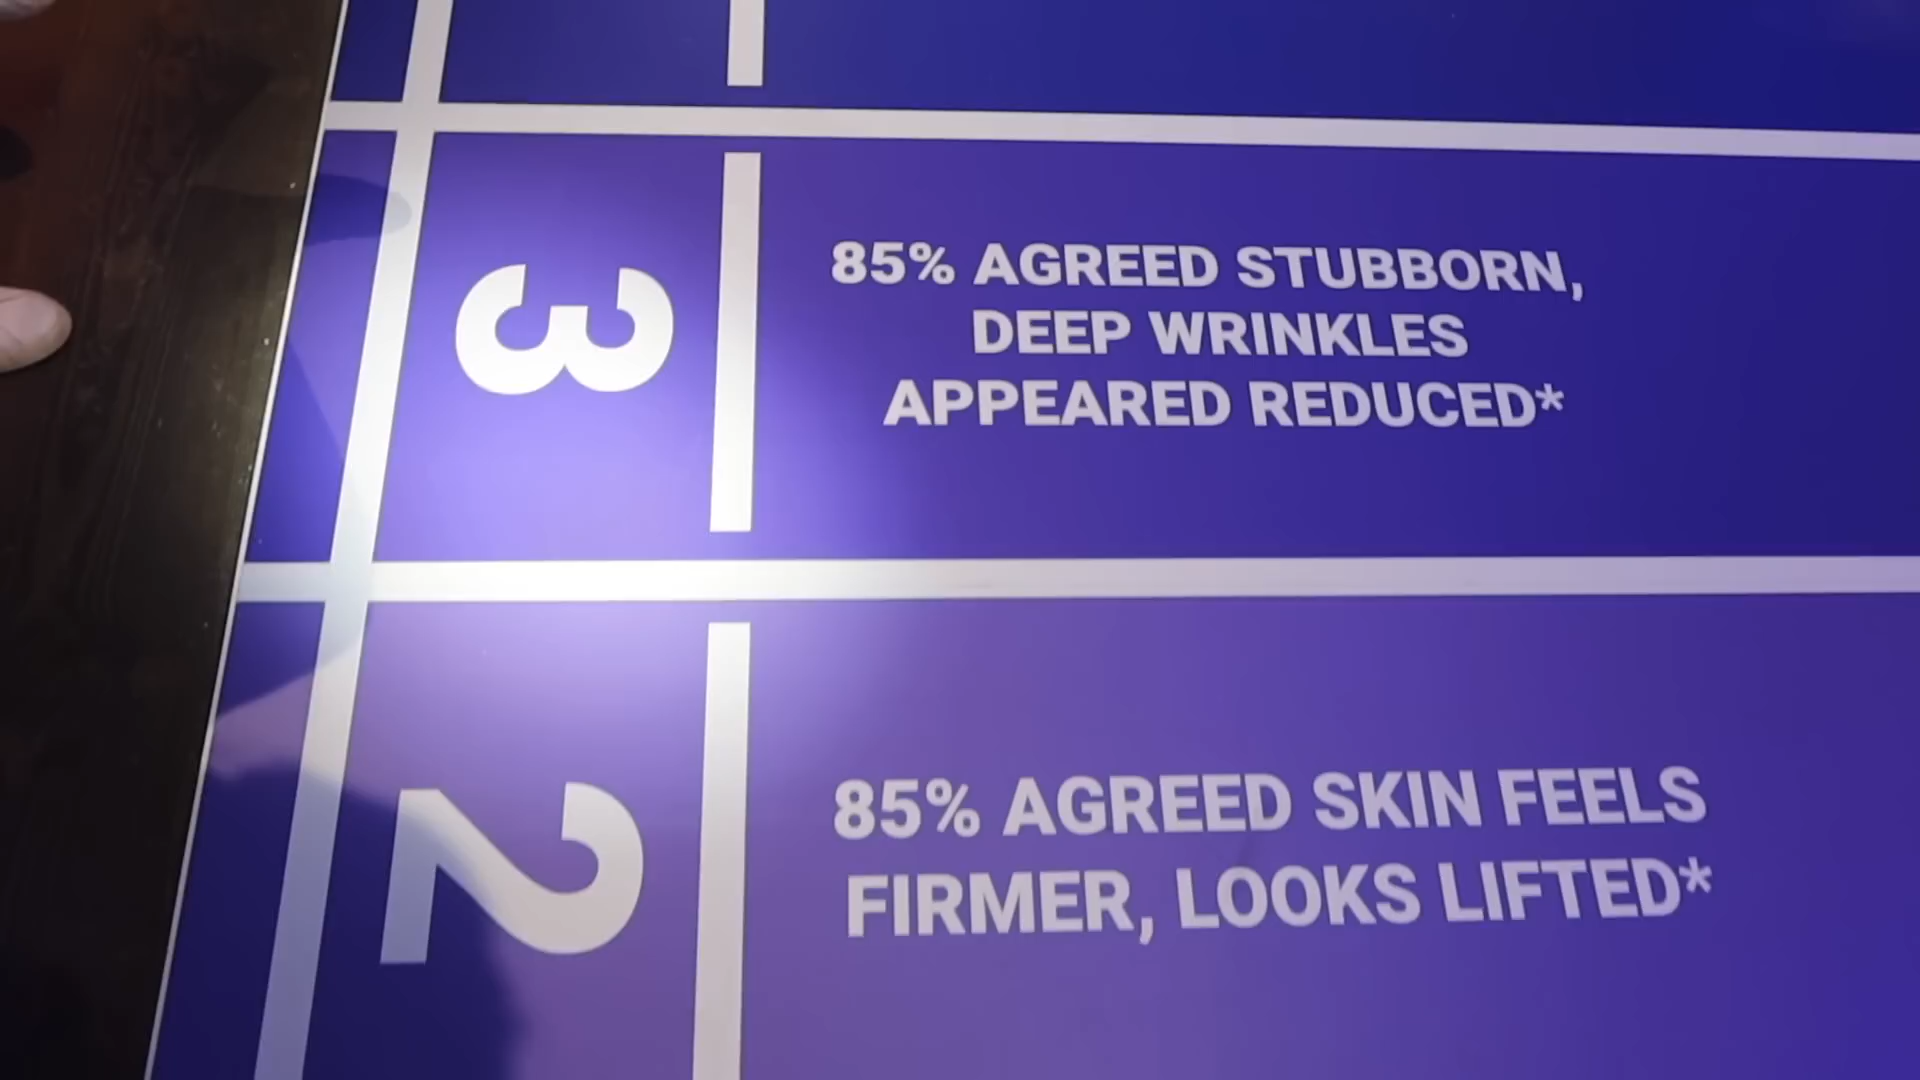 3
85% AGREED STUBBORN,
DEEP WRINKLES
APPEARED REDUCED*
2
85% AGREED SKIN FEELS
FIRMER, LOOKS LIFTED*